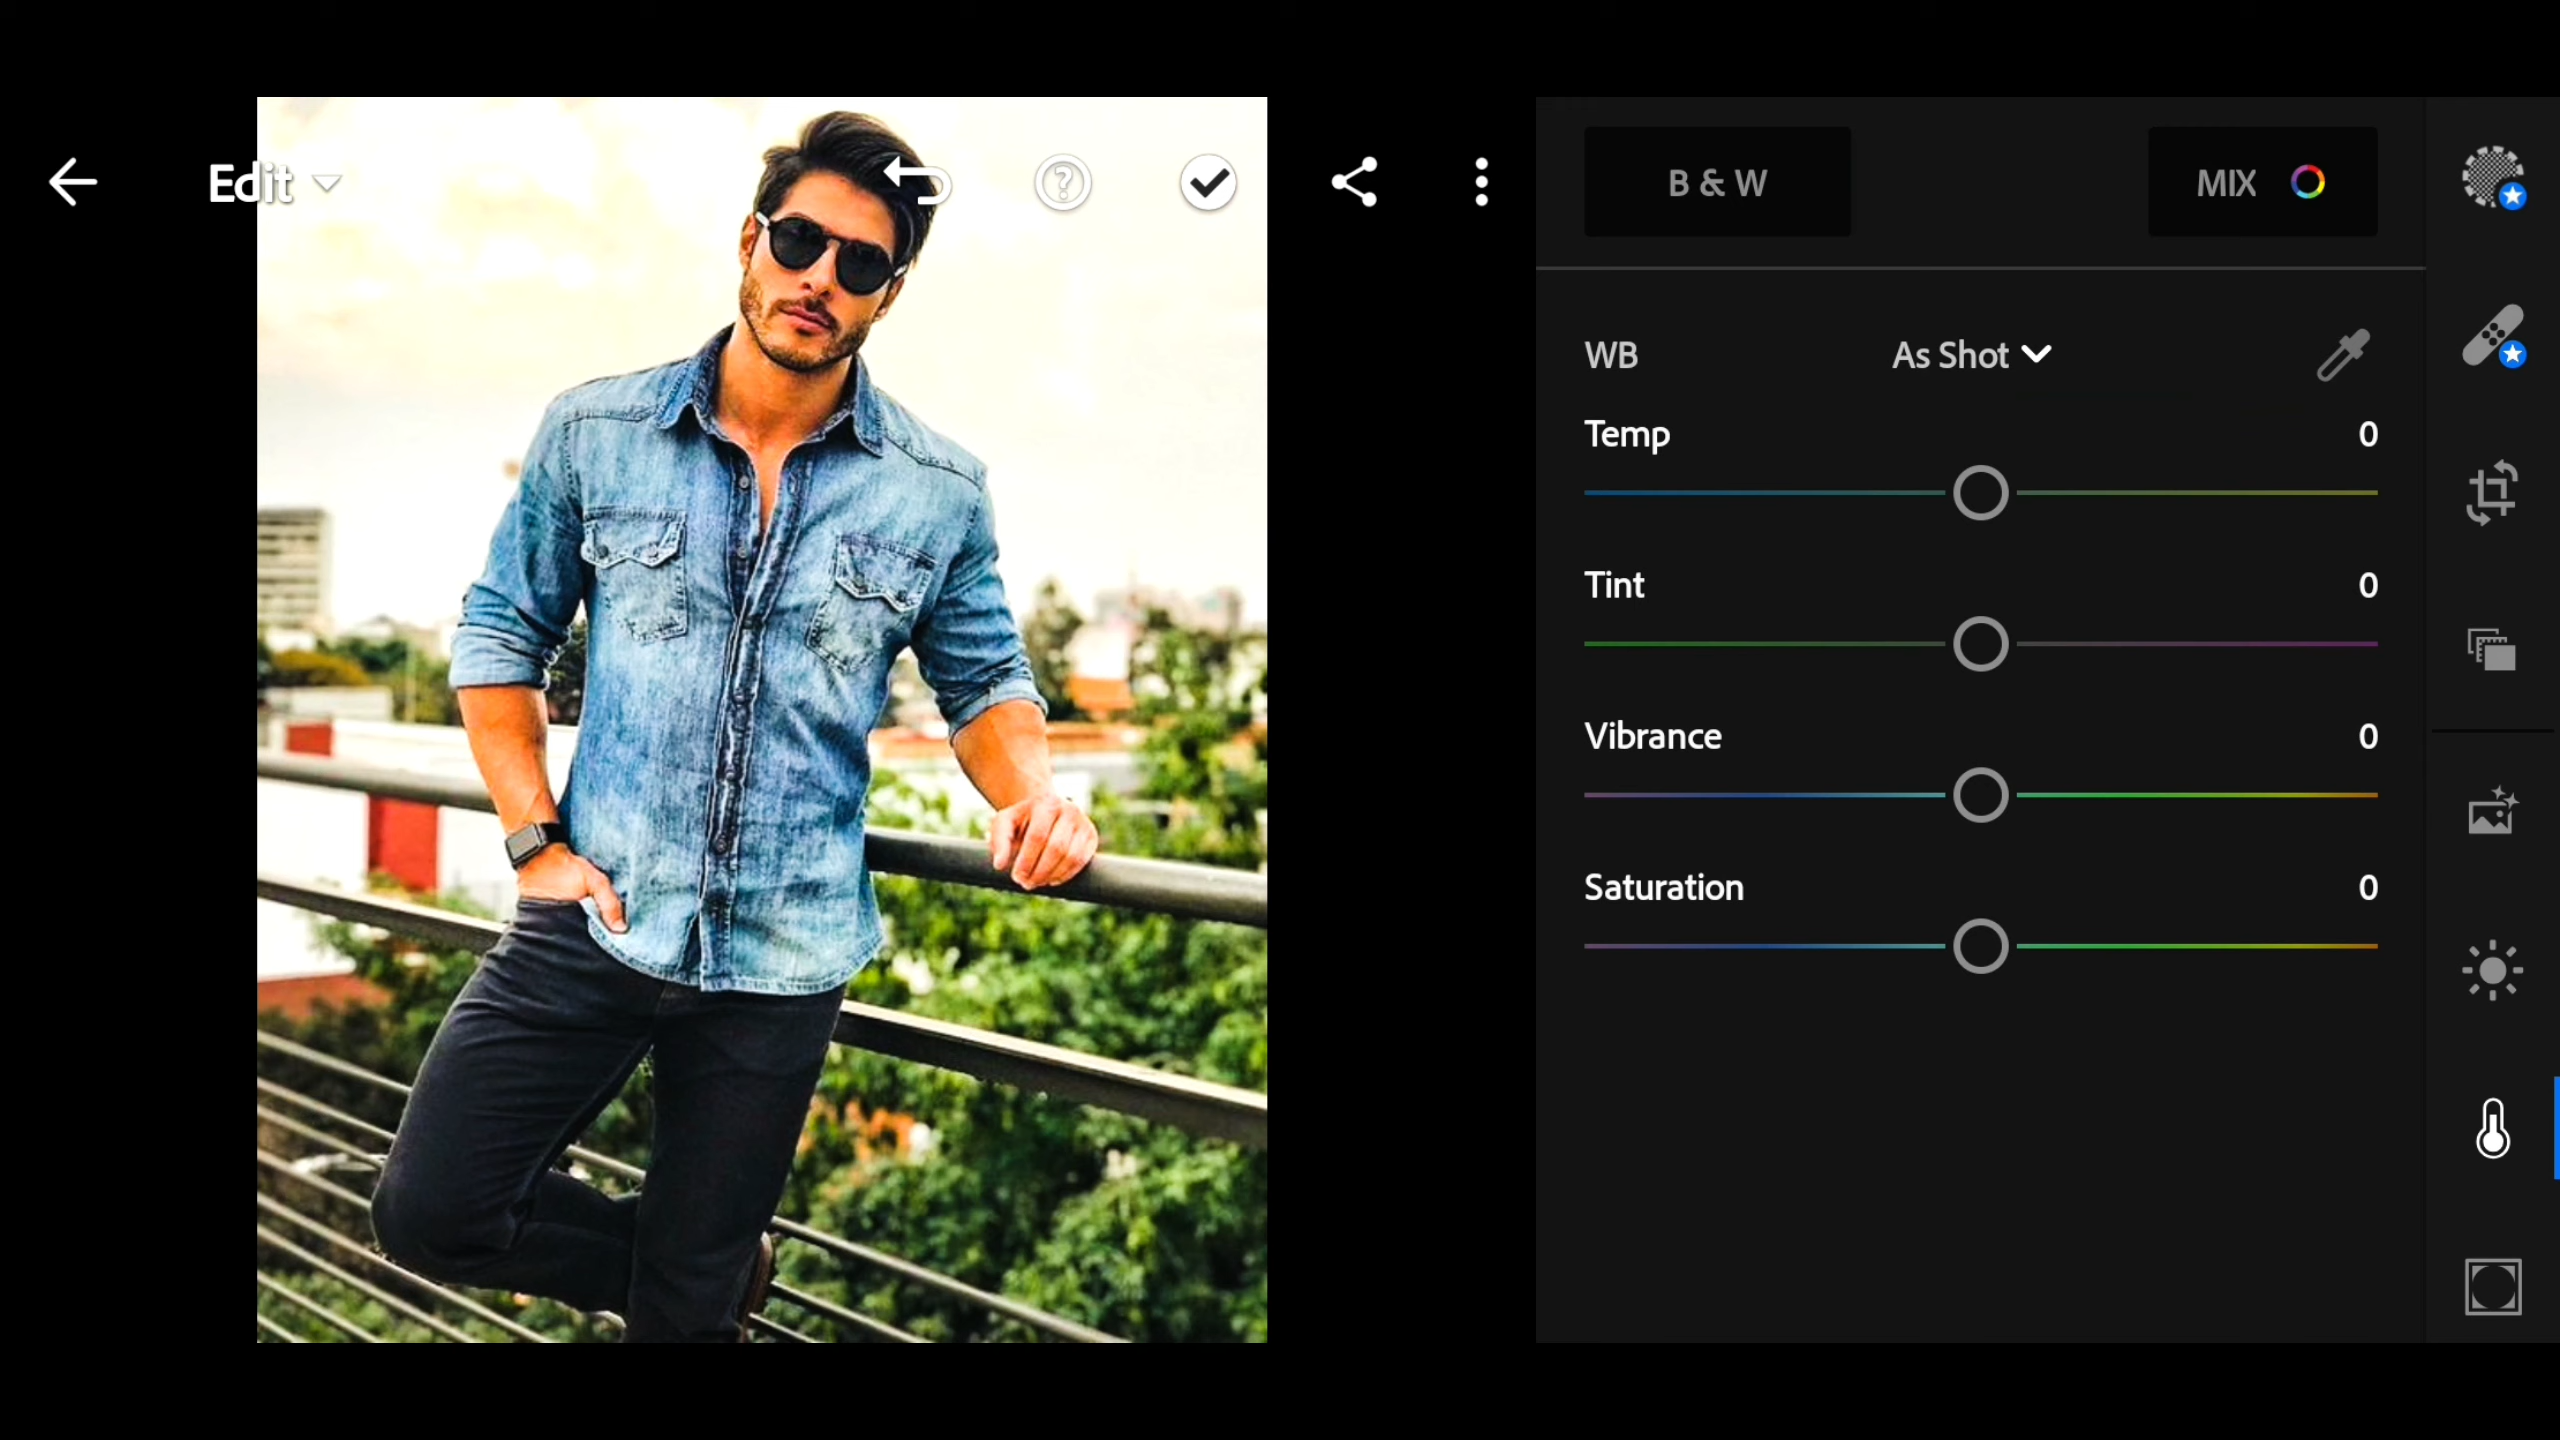 Edit
B & W
MIX
WB As Shot
Temp 0
Tint 0
Vibrance 0
Saturation 0